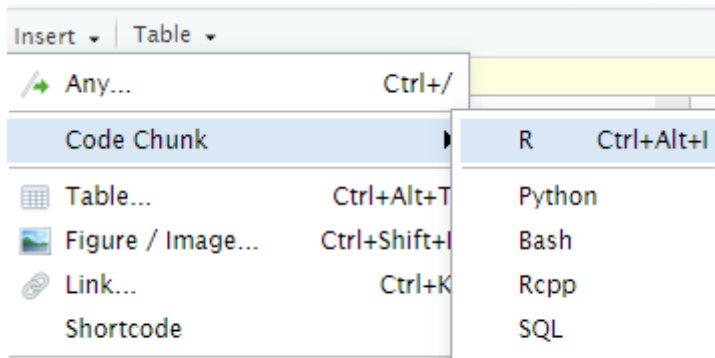 Insert Table
Any... Ctrl+/
Code Chunk R Ctrl+Alt+I
Table... Ctrl+Alt+T Python
Figure / Image... Ctrl+Shift+I Bash
Link... Ctrl+K Rcpp
Shortcode SQL